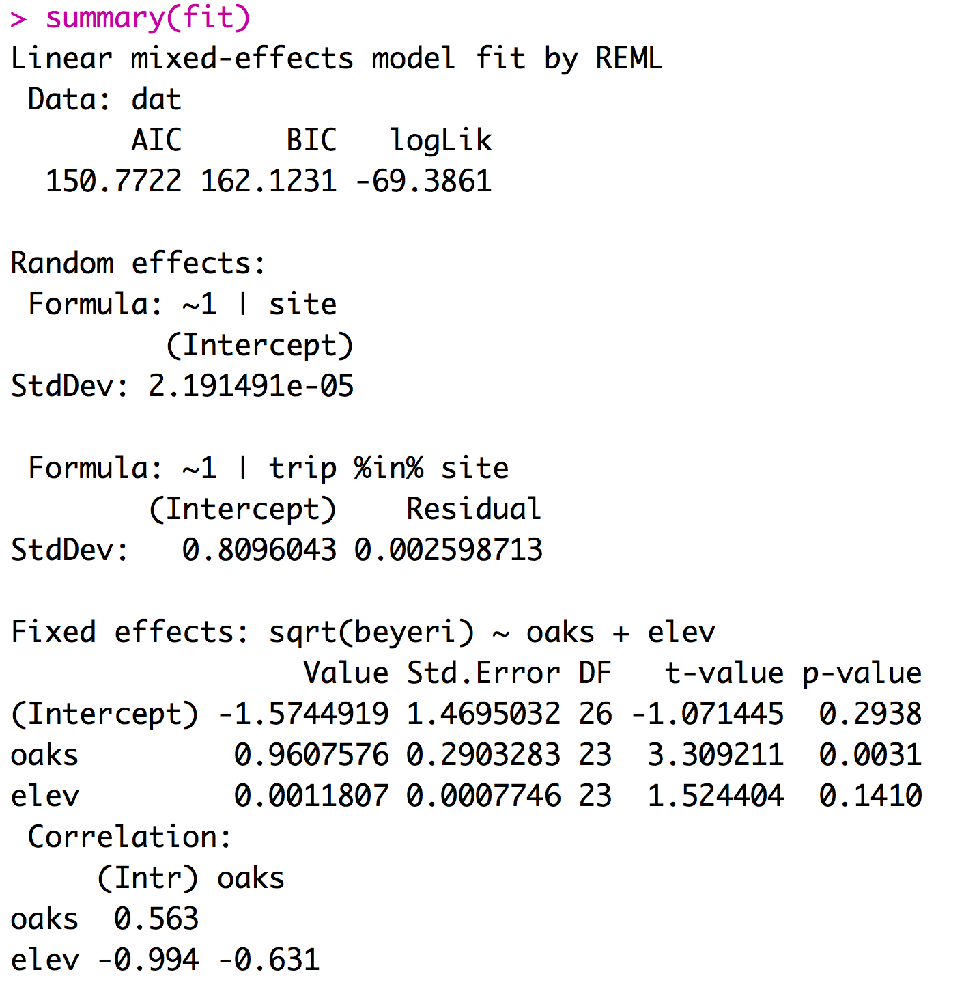 > summary(fit)
Linear mixed-effects model fit by REML
 Data: dat
       AIC      BIC   logLik
  150.7722 162.1231 -69.3861

Random effects:
 Formula: ~1 | site
         (Intercept)
StdDev: 2.191491e-05

 Formula: ~1 | trip %in% site
        (Intercept)    Residual
StdDev:   0.8096043 0.002598713

Fixed effects: sqrt(beyeri) ~ oaks + elev
                 Value Std.Error DF   t-value p-value
(Intercept) -1.5744919 1.4695032 26 -1.071445  0.2938
oaks         0.9607576 0.2903283 23  3.309211  0.0031
elev         0.0011807 0.0007746 23  1.524404  0.1410
 Correlation:
     (Intr) oaks
oaks  0.563
elev -0.994 -0.631